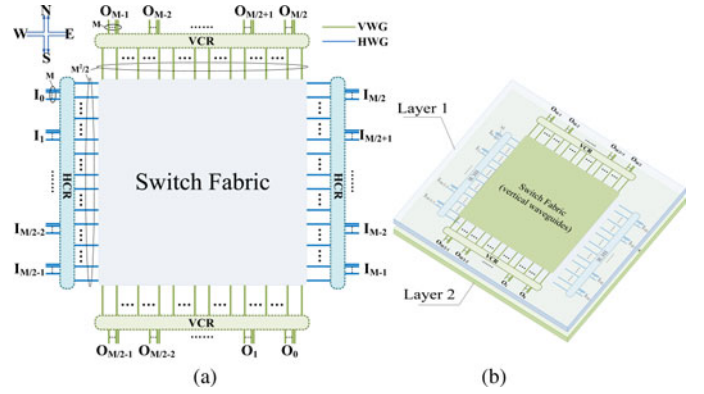 N
W E
S
M
O_{M-1} O_{M-2} ...... O_{M/2+1} O_{M/2}
VCR
VWG
HWG
M²/2
M
I_0
I_1
I_{M/2-2}
I_{M/2-1}
HCR
Switch Fabric
HCR
I_{M/2}
I_{M/2+1}
I_{M-2}
I_{M-1}
VCR
O_{M/2-1} O_{M/2-2} ...... O_1 O_0
(a)
Layer 1
VCR
Switch Fabric
(vertical waveguides)
VCR
Layer 2
(b)